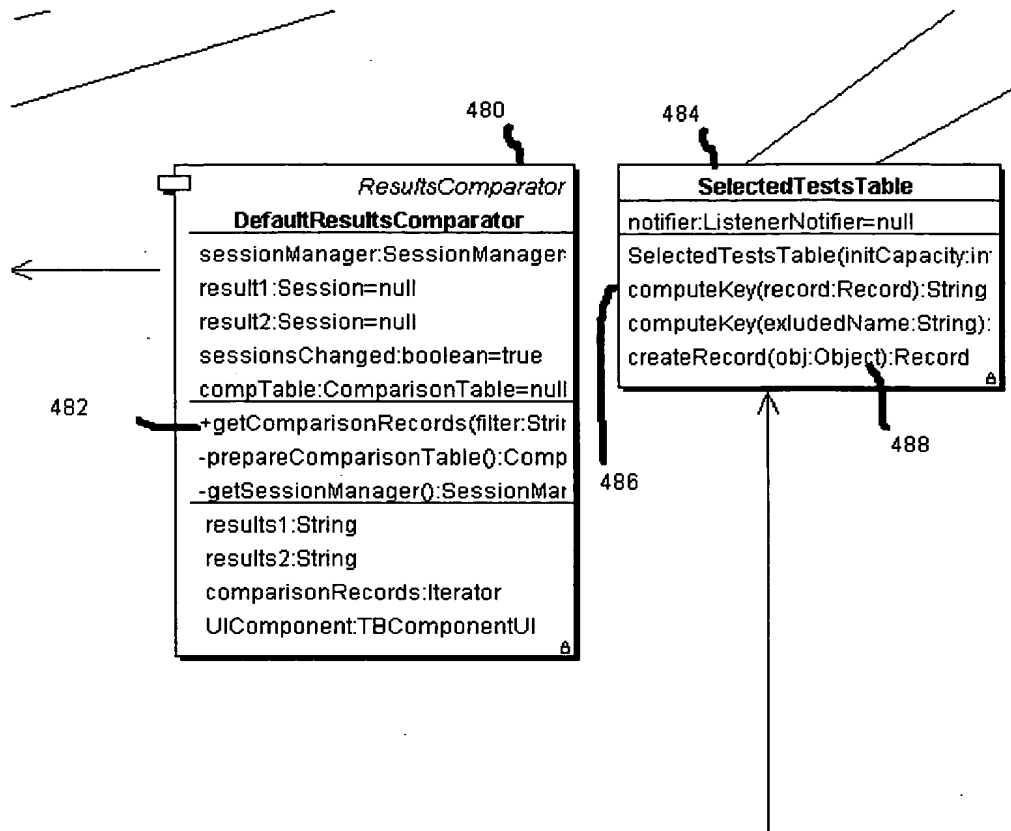 480
484
ResultsComparator
DefaultResultsComparator
sessionManager:SessionManager
result1:Session=null
result2:Session=null
sessionsChanged:boolean=true
compTable:ComparisonTable=null
482
+getComparisonRecords(filter:Strin
-prepareComparisonTable():Comp
-getSessionManager():SessionMan
results1:String
results2:String
comparisonRecords:Iterator
UIComponent:TBComponentUI
SelectedTestsTable
notifier:ListenerNotifier=null
SelectedTestsTable(initCapacity:in
computeKey(record:Record):String
computeKey(exludedName:String):
createRecord(obj:Object):Record
486
488